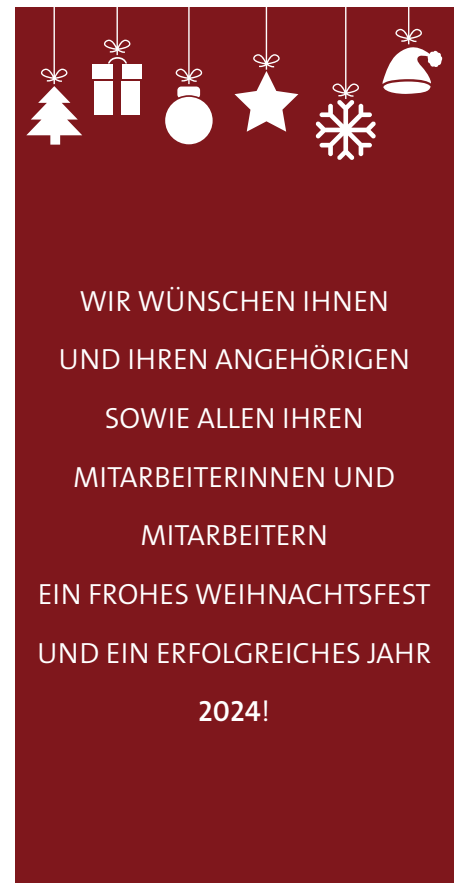 WIR WÜNSCHEN IHNEN
UND IHREN ANGEHÖRIGEN
SOWIE ALLEN IHREN
MITARBEITERINNEN UND
MITARBEITERN
EIN FROHES WEIHNACHTSFEST
UND EIN ERFOLGREICHES JAHR
2024!